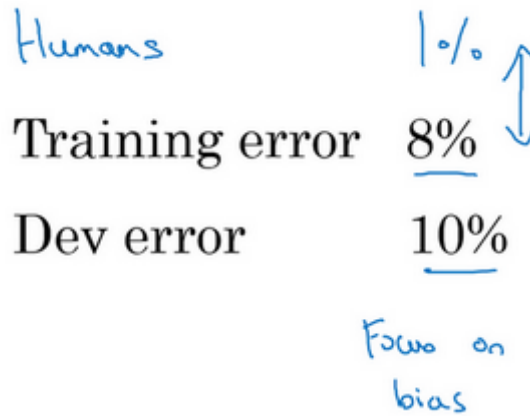 Humans 1%
Training error 8%
Dev error 10%
Focus on
bias